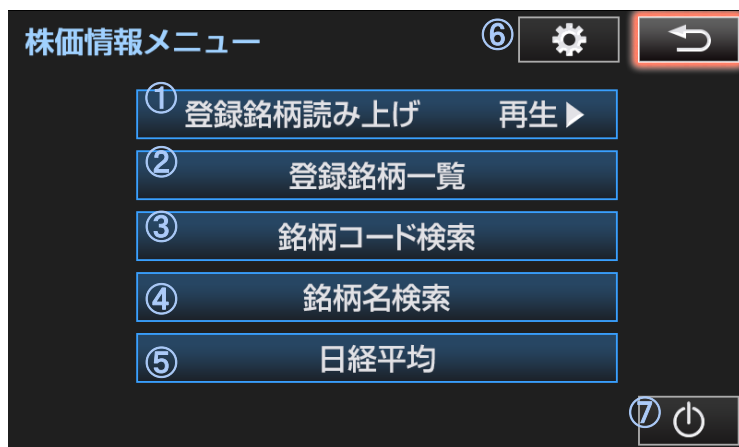 株価情報メニュー ⑥
① 登録銘柄読み上げ 再生▶
② 登録銘柄一覧
③ 銘柄コード検索
④ 銘柄名検索
⑤ 日経平均
⑦